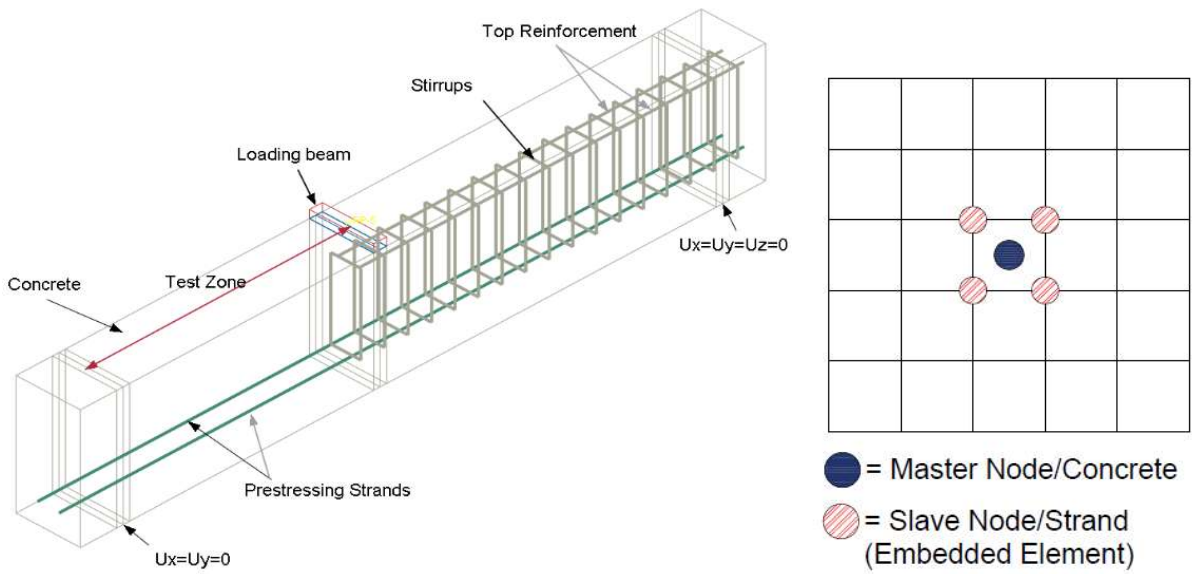 Top Reinforcement
Stirrups
Loading beam
Test Zone
Concrete
Ux=Uy=Uz=0
Prestressing Strands
Ux=Uy=0
= Master Node/Concrete
= Slave Node/Strand
(Embedded Element)